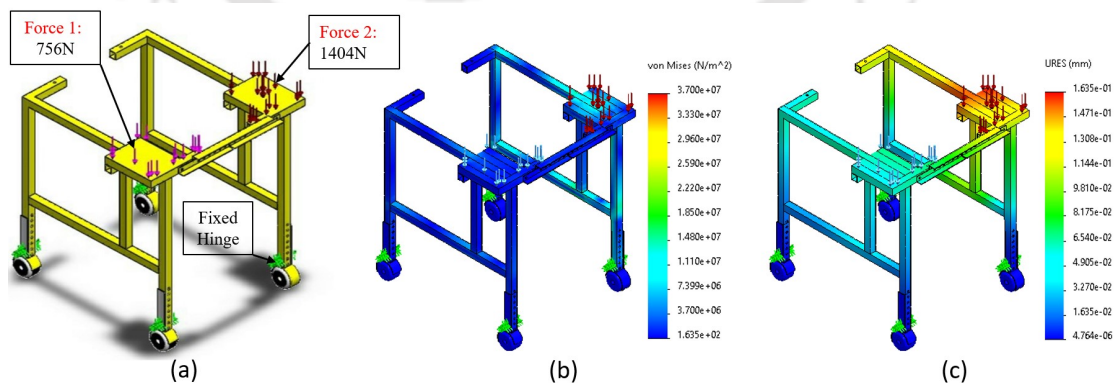 Force 1:
756N
Force 2:
1404N
Fixed
Hinge
(a)
von Mises (N/m^2)
3.700e+07
3.330e+07
2.960e+07
2.590e+07
2.220e+07
1.850e+07
1.480e+07
1.110e+07
7.399e+06
3.700e+06
1.635e+02
(b)
URES (mm)
1.635e-01
1.471e-01
1.308e-01
1.144e-01
9.810e-02
8.175e-02
6.540e-02
4.905e-02
3.270e-02
1.635e-02
4.764e-06
(c)